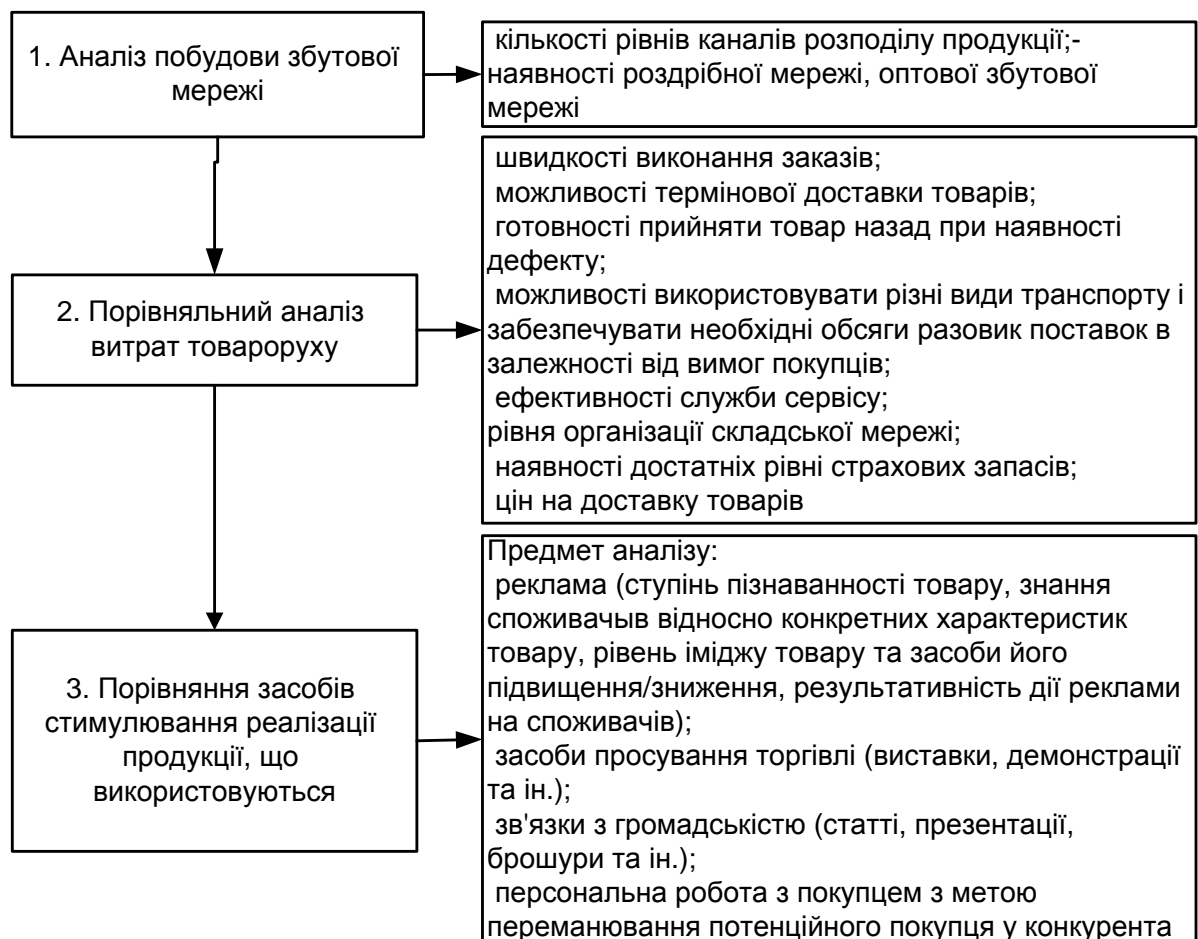 1. Аналіз побудови збутової
мережі
кількості рівнів каналів розподілу продукції;-
наявності роздрібної мережі, оптової збутової
мережі
2. Порівняльний аналіз
витрат товароруху
швидкості виконання заказів;
можливості термінової доставки товарів;
готовності прийняти товар назад при наявності
дефекту;
можливості використовувати різні види транспорту і
забезпечувати необхідні обсяги разовик поставок в
залежності від вимог покупців;
ефективності служби сервісу;
рівня організації складської мережі;
наявності достатніх рівні страхових запасів;
цін на доставку товарів
3. Порівняння засобів
стимулювання реалізації
продукції, що
використовуються
Предмет аналізу:
реклама (ступінь пізнаванності товару, знання
споживачыв відносно конкретних характеристик
товару, рівень іміджу товару та засоби його
підвищення/зниження, результативність дії реклами
на споживачів);
засоби просування торгівлі (виставки, демонстрації
та ін.);
зв'язки з громадськістю (статті, презентації,
брошури та ін.);
персональна робота з покупцем з метою
переманювання потенційного покупця у конкурента